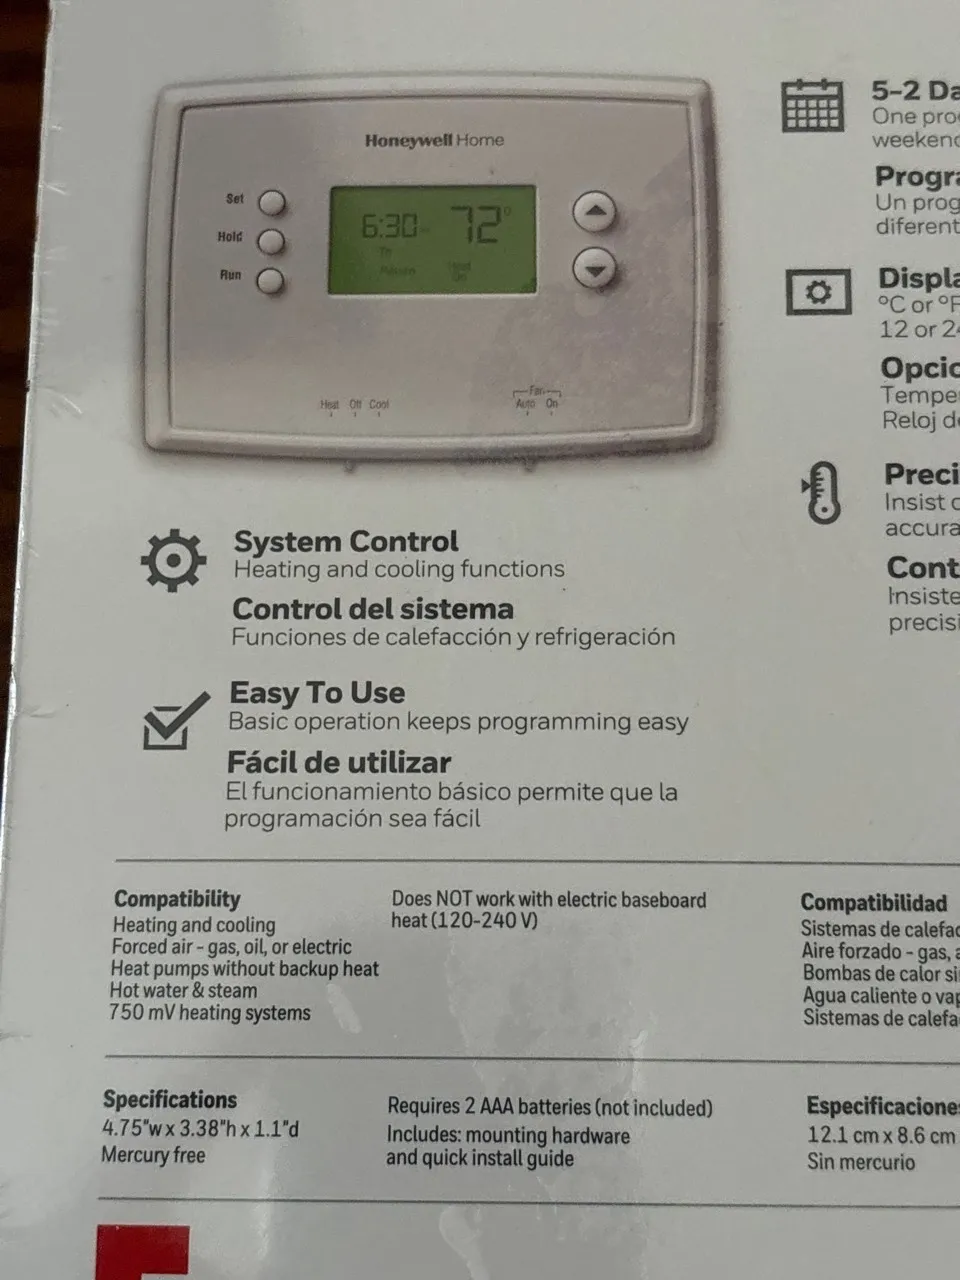 Honeywell Home
Set
Hold
Run
6:30
72°
Heat Off Cool
Fan
Auto On
System Control
Heating and cooling functions
Control del sistema
Funciones de calefacción y refrigeración
Easy To Use
Basic operation keeps programming easy
Fácil de utilizar
El funcionamiento básico permite que la
programación sea fácil
5-2 Da
One pro
weekend
Progra
Un prog
diferent
Displa
°C or °F
12 or 24
Opcio
Temper
Reloj de
Preci
Insist o
accura
Cont
Insiste
precisi
Compatibility
Heating and cooling
Forced air - gas, oil, or electric
Heat pumps without backup heat
Hot water & steam
750 mV heating systems
Does NOT work with electric baseboard
heat (120-240 V)
Compatibilidad
Sistemas de calefac
Aire forzado - gas, a
Bombas de calor si
Agua caliente o vap
Sistemas de calefa
Specifications
4.75"w x 3.38"h x 1.1"d
Mercury free
Requires 2 AAA batteries (not included)
Includes: mounting hardware
and quick install guide
Especificaciones
12.1 cm x 8.6 cm
Sin mercurio